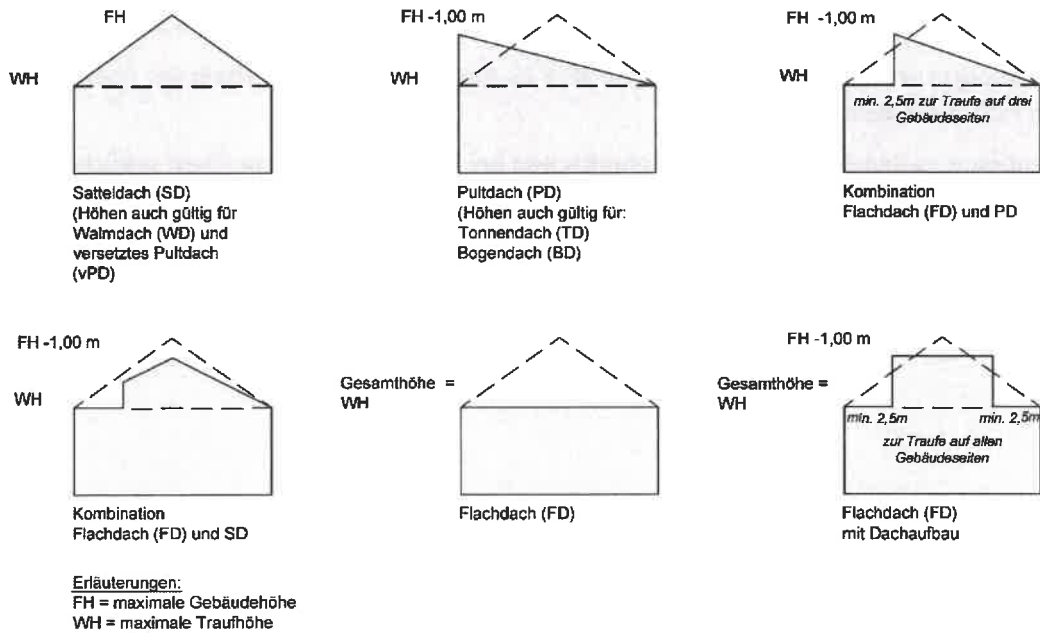 FH
WH
Satteldach (SD)
(Höhen auch gültig für
Walmdach (WD) und
versetztes Pultdach
(vPD)
FH -1,00 m
WH
Pultdach (PD)
(Höhen auch gültig für:
Tonnendach (TD)
Bogendach (BD)
FH -1,00 m
WH
min. 2,5m zur Traufe auf drei
Gebäudeseiten
Kombination
Flachdach (FD) und PD
FH -1,00 m
WH
Kombination
Flachdach (FD) und SD
Gesamthöhe =
WH
Flachdach (FD)
FH -1,00 m
Gesamthöhe =
WH
min. 2,5m min. 2,5m
zur Traufe auf allen
Gebäudeseiten
Flachdach (FD)
mit Dachaufbau
Erläuterungen:
FH = maximale Gebäudehöhe
WH = maximale Traufhöhe